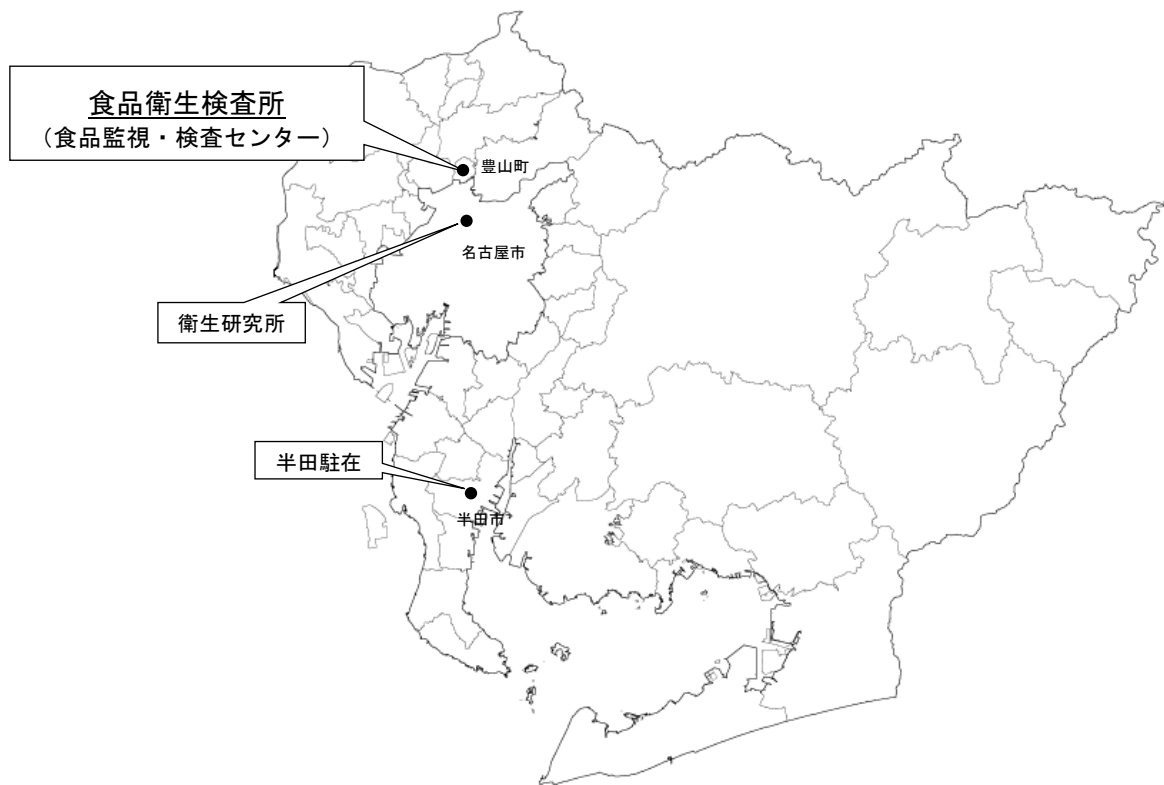 食品衛生検査所
(食品監視・検査センター)
豊山町
名古屋市
衛生研究所
半田駐在
半田市